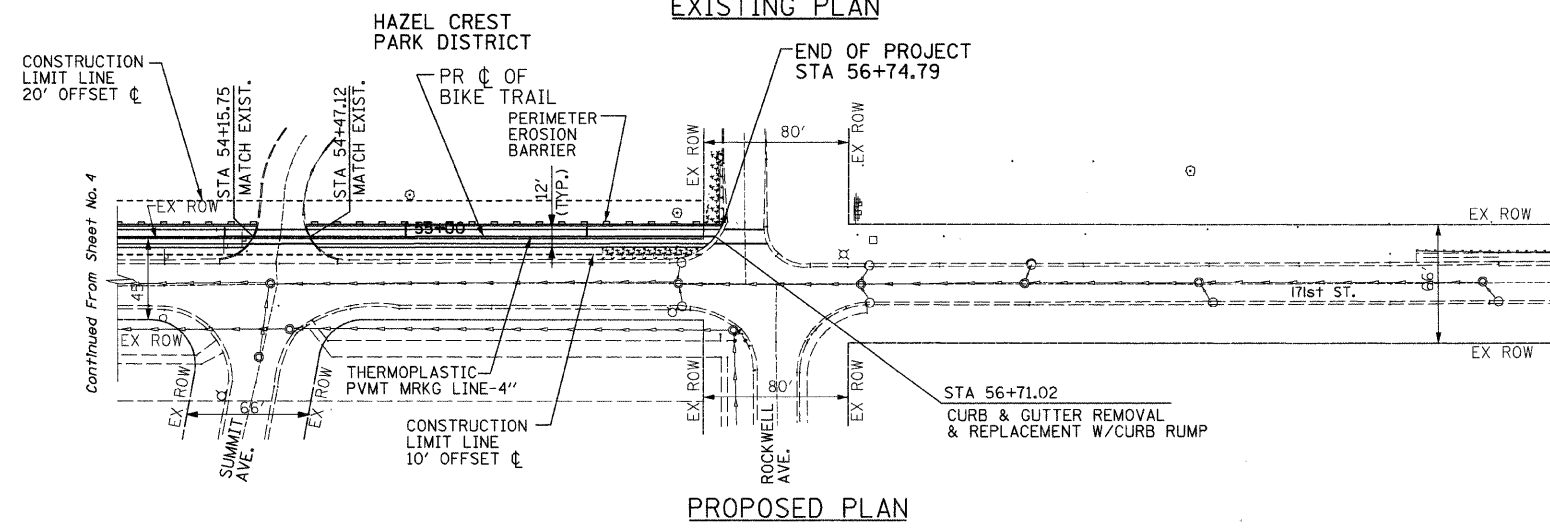 EXISTING PLAN
HAZEL CREST
PARK DISTRICT
CONSTRUCTION
LIMIT LINE
20' OFFSET ℄
STA 54+15.75
MATCH EXIST.
STA 54+47.12
MATCH EXIST.
PR ℄ OF
BIKE TRAIL
PERIMETER
EROSION
BARRIER
12'
(TYP.)
END OF PROJECT
STA 56+74.79
EX ROW
80'
EX ROW
Continued From Sheet No. 4
EX ROW
55+00
EX ROW
45'
66'
171st ST.
EX ROW
EX ROW
THERMOPLASTIC
PVMT MRKG LINE-4"
EX ROW
66'
EX ROW
SUMMIT
AVE.
CONSTRUCTION
LIMIT LINE
10' OFFSET ℄
EX ROW
80'
EX ROW
ROCKWELL
AVE.
STA 56+71.02
CURB & GUTTER REMOVAL
& REPLACEMENT W/CURB RUMP
PROPOSED PLAN